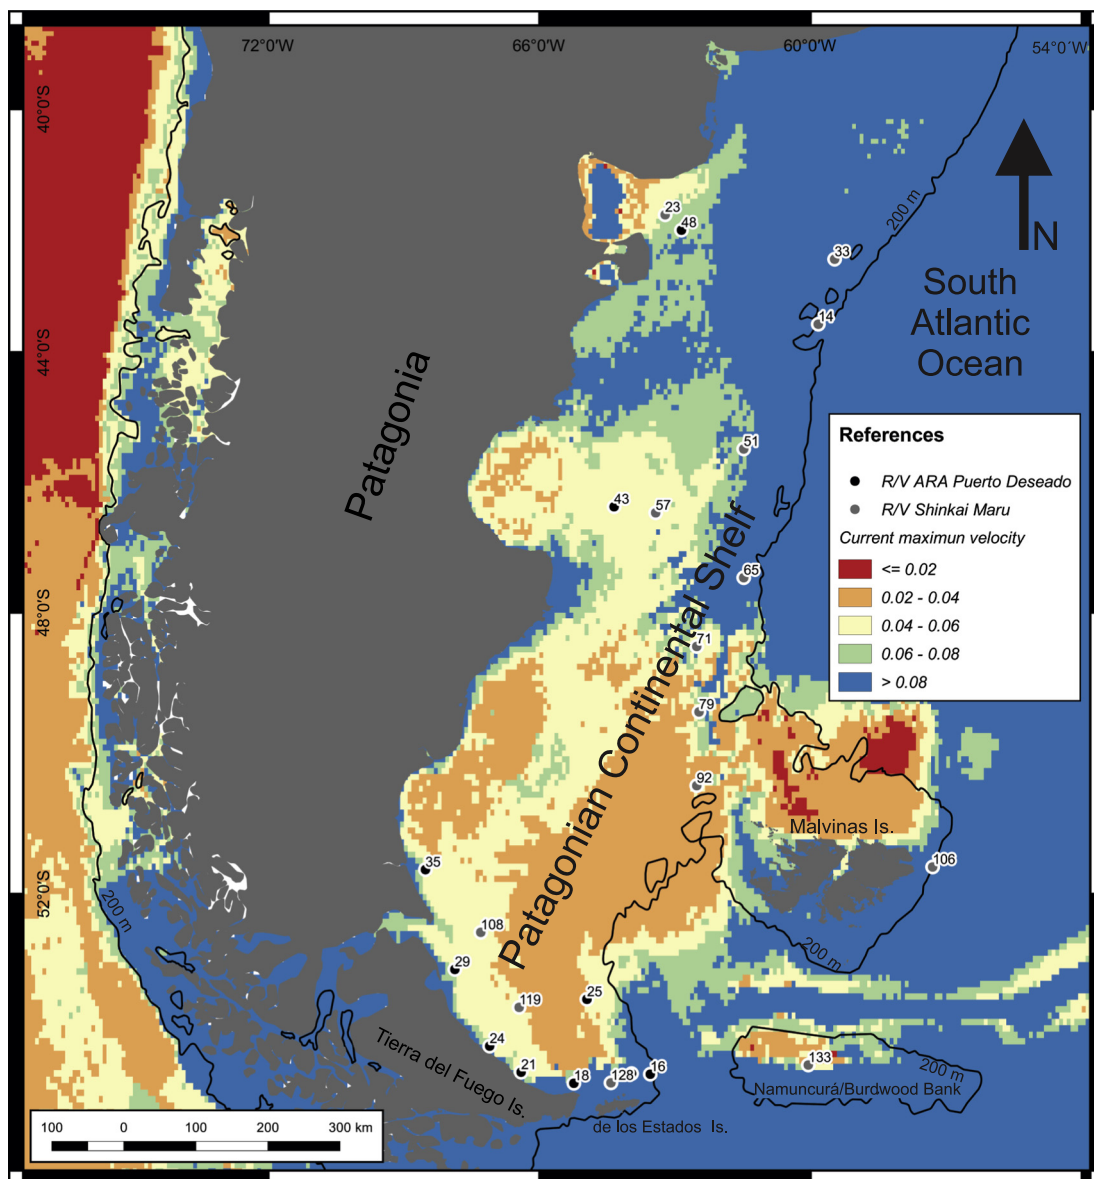 72°0'W
66°0'W
60°0'W
54°0´W
40°0'S
44°0'S
48°0'S
52°0'S
N
200 m
23
48
33
14
South
Atlantic
Ocean
Patagonia
51
43
57
65
71
79
92
Patagonian Continental Shelf
References
R/V ARA Puerto Deseado
R/V Shinkai Maru
Current maximun velocity
<= 0.02
0.02 - 0.04
0.04 - 0.06
0.06 - 0.08
> 0.08
Malvinas Is.
106
35
108
29
119
25
24
21
18
128
16
133
200 m
200 m
200 m
Tierra del Fuego Is.
de los Estados Is.
Namuncurá/Burdwood Bank
100 0 100 200 300 km